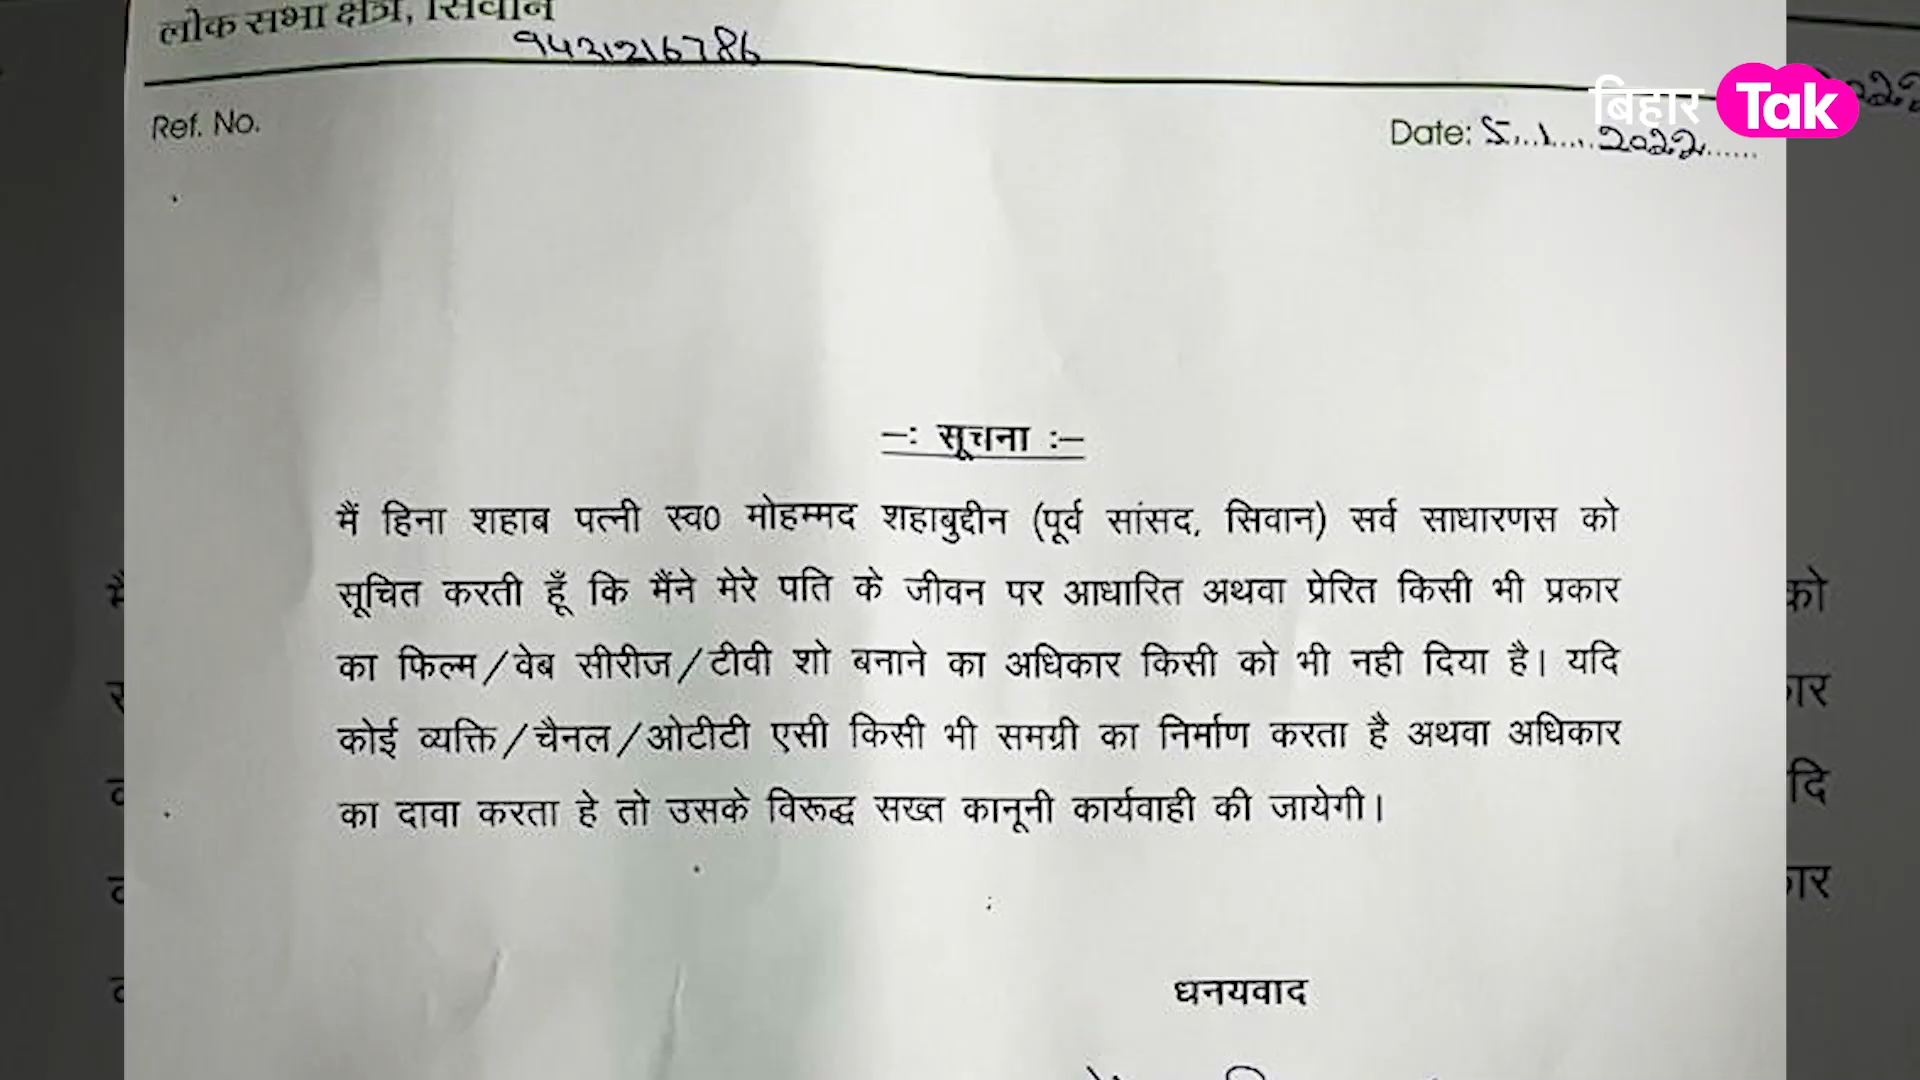 लोक सभा क्षेत्र, सिवान
9431216786
बिहार Tak
Ref. No.
Date: 5...1....2022......
-: सूचना :-
मैं हिना शहाब पत्नी स्व0 मोहम्मद शहाबुद्दीन (पूर्व सांसद, सिवान) सर्व साधारणस को
सूचित करती हूँ कि मैंने मेरे पति के जीवन पर आधारित अथवा प्रेरित किसी भी प्रकार
का फिल्म/वेब सीरीज/टीवी शो बनाने का अधिकार किसी को भी नही दिया है। यदि
कोई व्यक्ति/चैनल/ओटीटी एसी किसी भी समग्री का निर्माण करता है अथवा अधिकार
का दावा करता हे तो उसके विरूद्ध सख्त कानूनी कार्यवाही की जायेगी।
धनयवाद